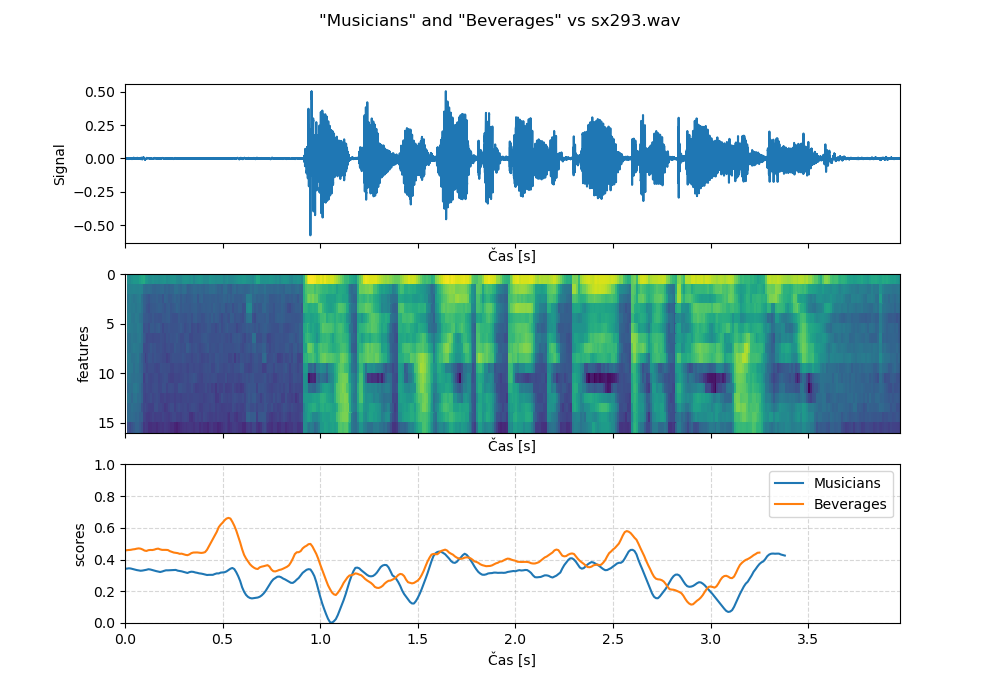 "Musicians" and "Beverages" vs sx293.wav
0.50
0.25
0.00
−0.25
−0.50
Signal
Čas [s]
0
5
10
15
features
Čas [s]
1.0
0.8
0.6
0.4
0.2
0.0
scores
Musicians
Beverages
0.0 0.5 1.0 1.5 2.0 2.5 3.0 3.5
Čas [s]